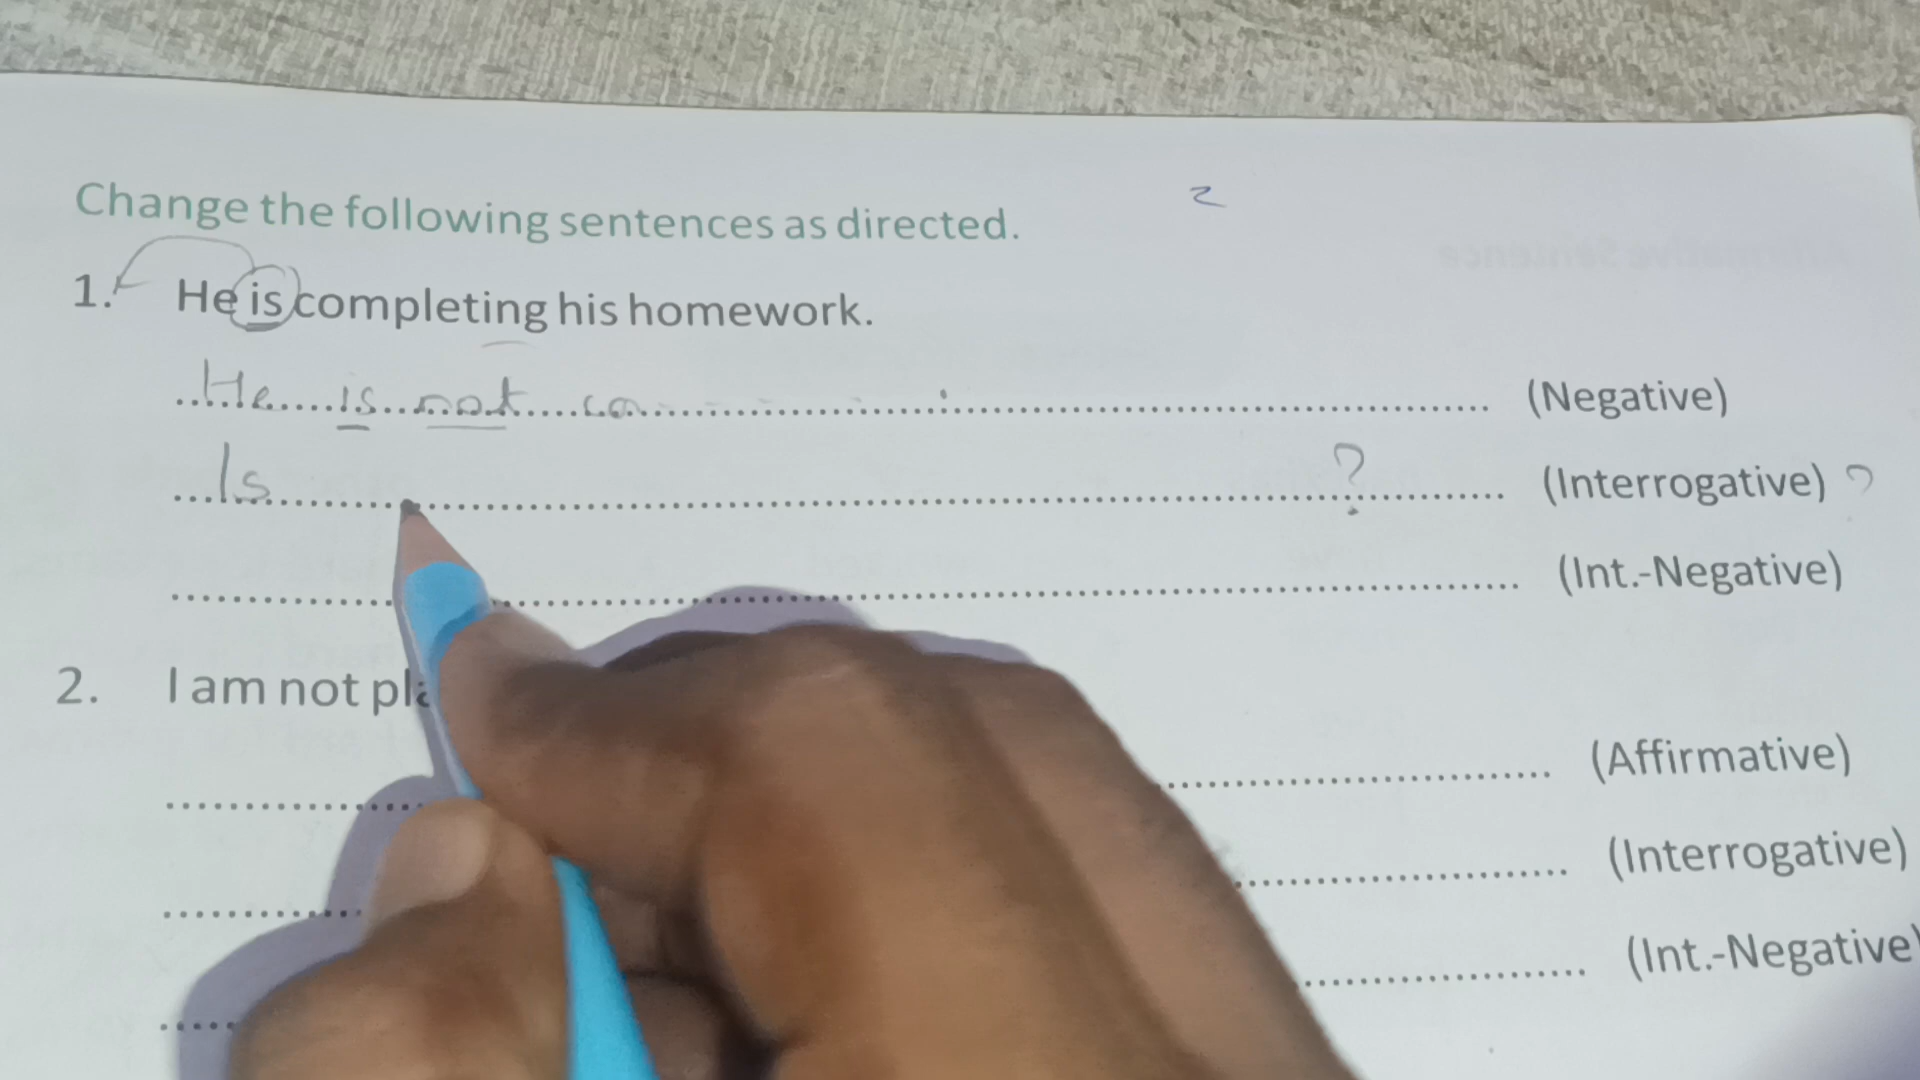 Change the following sentences as directed.
1. He is completing his homework.
He is not co (Negative)
Is ? (Interrogative) ?
(Int.-Negative)
2. I am not
(Affirmative)
(Interrogative)
(Int.-Negative)